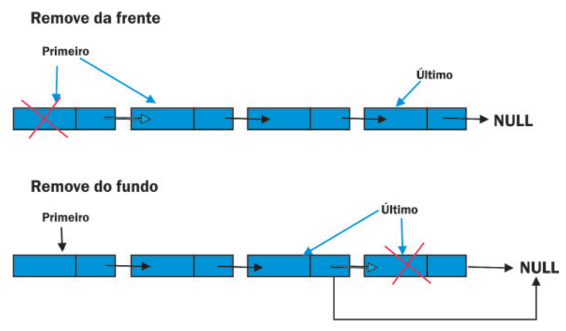 Remove da frente
Primeiro
Último
NULL
Remove do fundo
Primeiro
Último
NULL